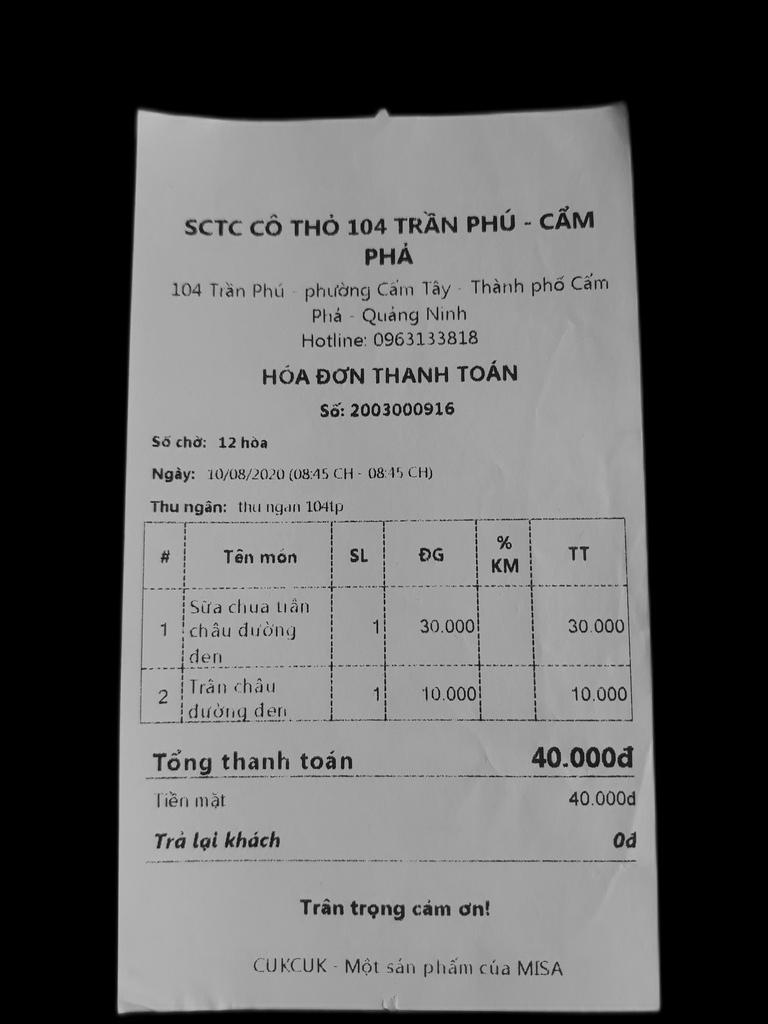 SCTC CÔ THỎ 104 TRẦN PHÚ - CẨM
PHẢ
104 Trần Phú - phường Cẩm Tây - Thành phố Cẩm
Phả - Quảng Ninh
Hotline: 0963133818
HÓA ĐƠN THANH TOÁN
Số: 2003000916
Số chờ: 12 hòa
Ngày: 10/08/2020 (08:45 CH - 08:45 CH)
Thu ngân: thu ngan 104tp
# Tên món SL ĐG % KM TT
1 Sữa chua trân châu đường đen 1 30.000 30.000
2 Trân châu đường đen 1 10.000 10.000
Tổng thanh toán 40.000đ
Tiền mặt 40.000đ
Trả lại khách 0đ
Trân trọng cảm ơn!
CUKCUK - Một sản phẩm của MISA